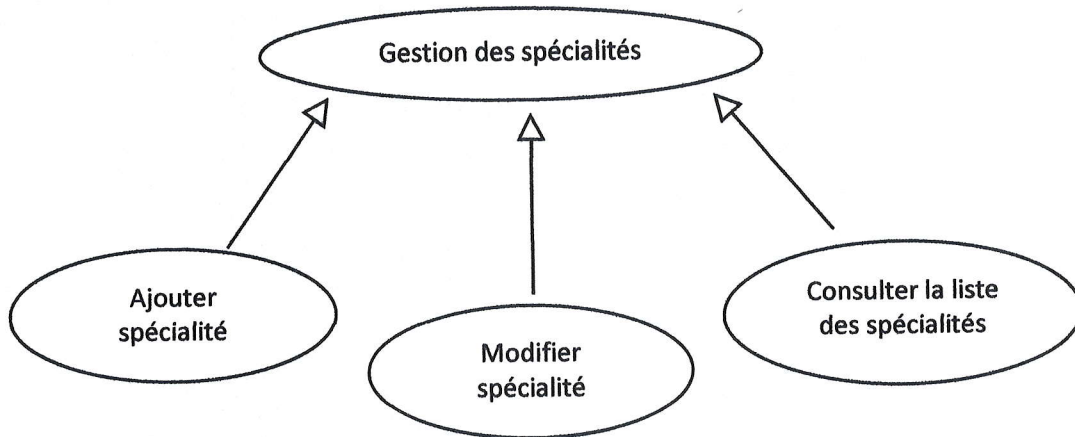 Gestion des spécialités
Ajouter
spécialité
Modifier
spécialité
Consulter la liste
des spécialités